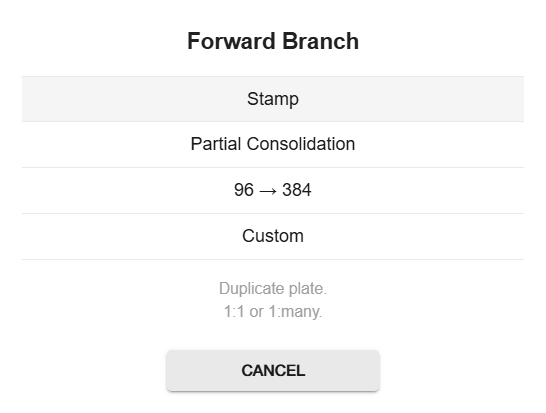 Forward Branch
Stamp
Partial Consolidation
96 → 384
Custom
Duplicate plate.
1:1 or 1:many.
CANCEL